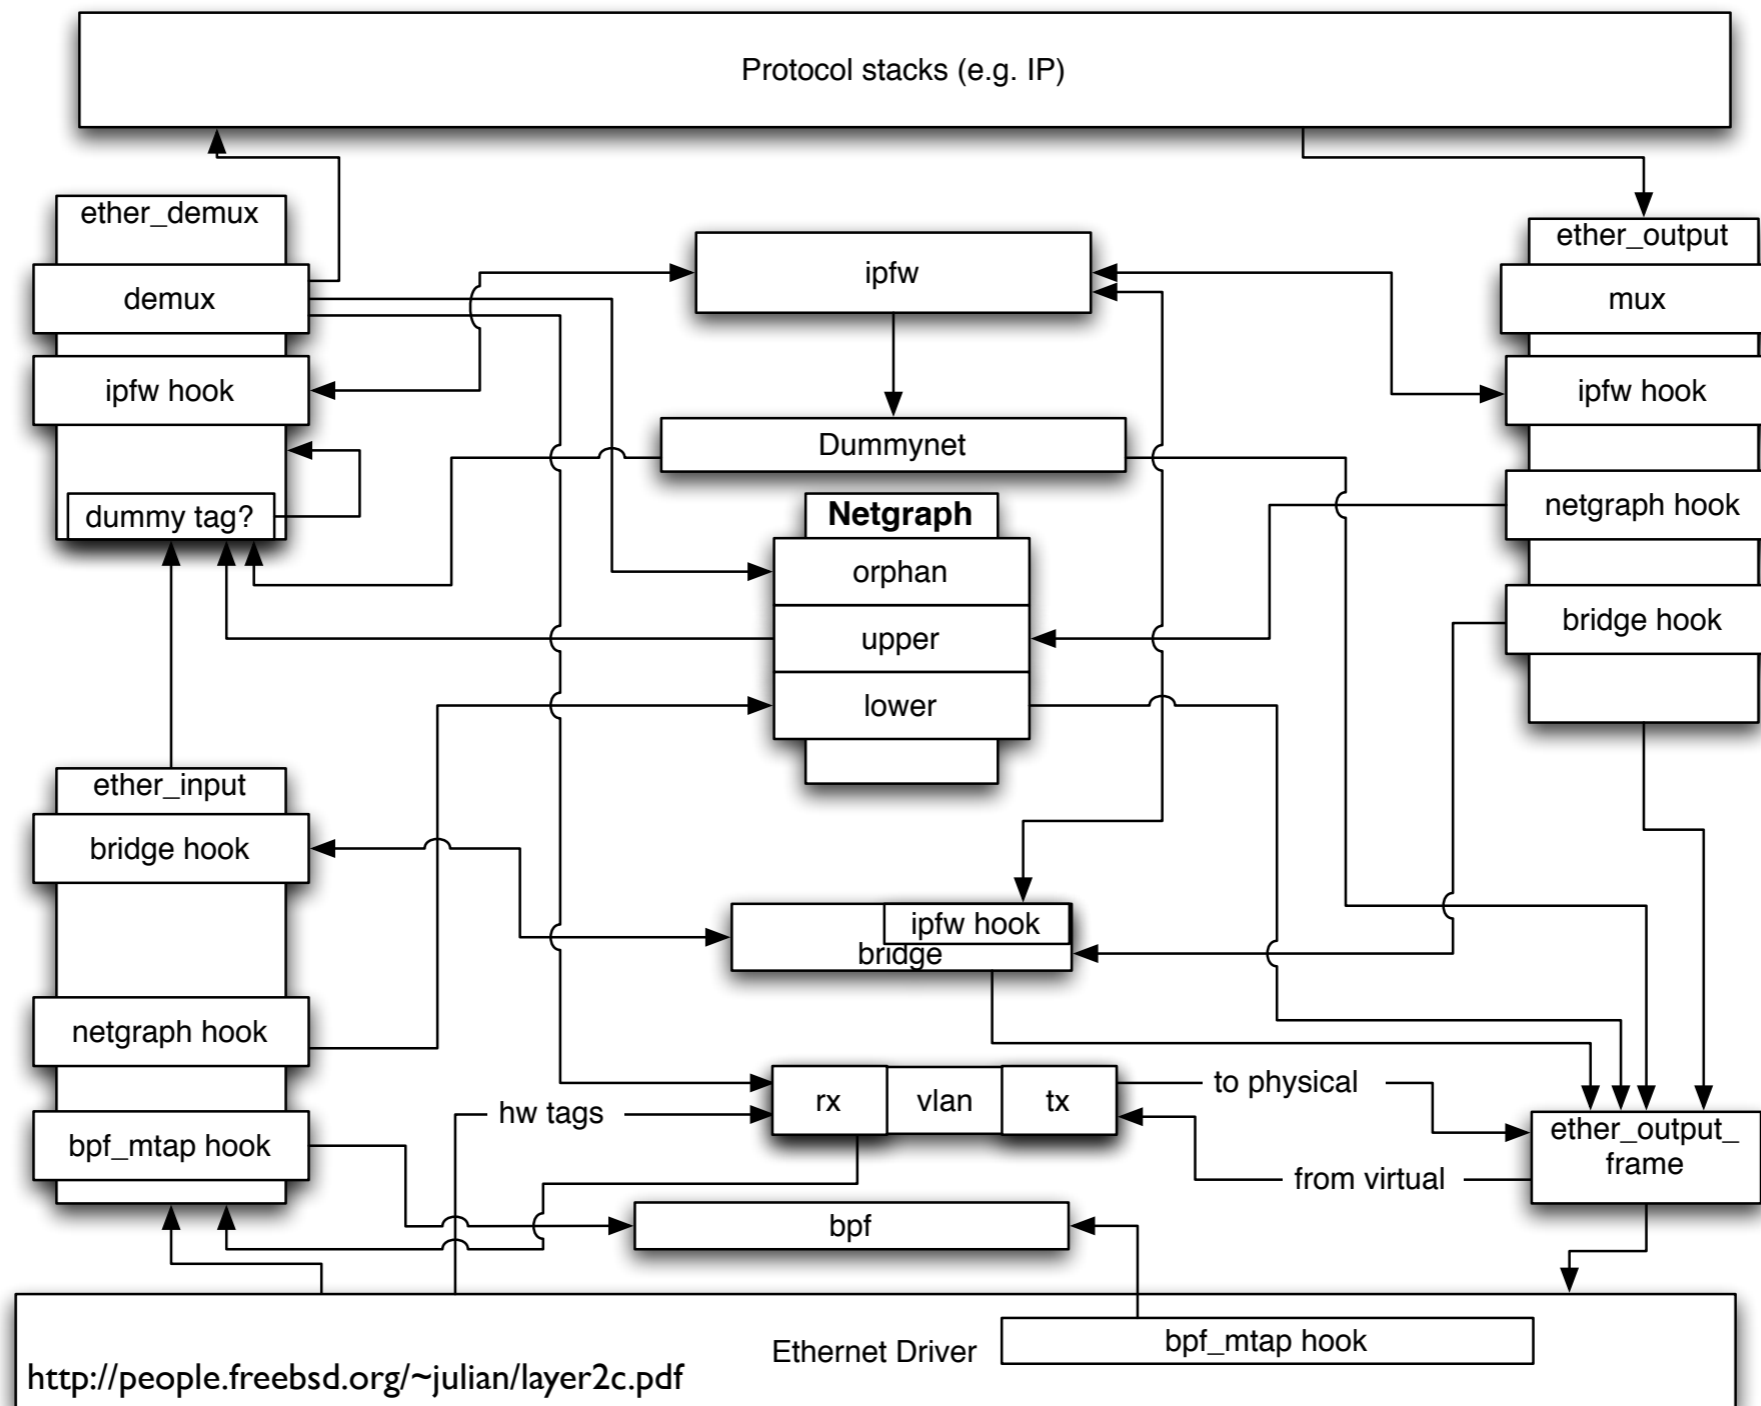 Protocol stacks (e.g. IP)
ether_demux
demux
ipfw hook
dummy tag?
ipfw
Dummynet
Netgraph
orphan
upper
lower
ether_output
mux
ipfw hook
netgraph hook
bridge hook
ether_input
bridge hook
netgraph hook
bpf_mtap hook
ipfw hook
bridge
hw tags
rx
vlan
tx
to physical
from virtual
ether_output_
frame
bpf
Ethernet Driver
bpf_mtap hook
http://people.freebsd.org/~julian/layer2c.pdf